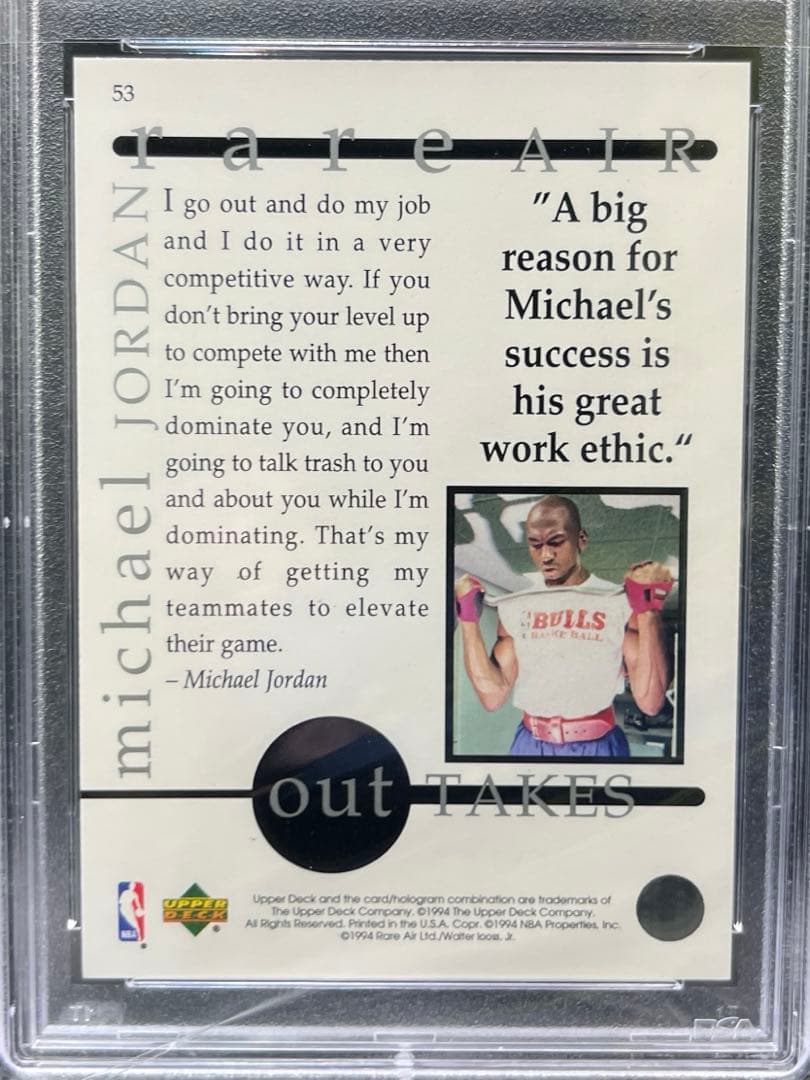 53
rare AIR
michael JORDAN
I go out and do my job
and I do it in a very
competitive way. If you
don't bring your level up
to compete with me then
I'm going to completely
dominate you, and I'm
going to talk trash to you
and about you while I'm
dominating. That's my
way of getting my
teammates to elevate
their game.
– Michael Jordan
"A big
reason for
Michael's
success is
his great
work ethic."
BULLS
BASKETBALL
out TAKES
NBA
®
UPPER
DECK
®
Upper Deck and the card/hologram combination are trademarks of
The Upper Deck Company. ©1994 The Upper Deck Company.
All Rights Reserved. Printed in the U.S.A. Copr. ©1994 NBA Properties, Inc.
©1994 Rare Air Ltd./Walter Iooss, Jr.
PSA